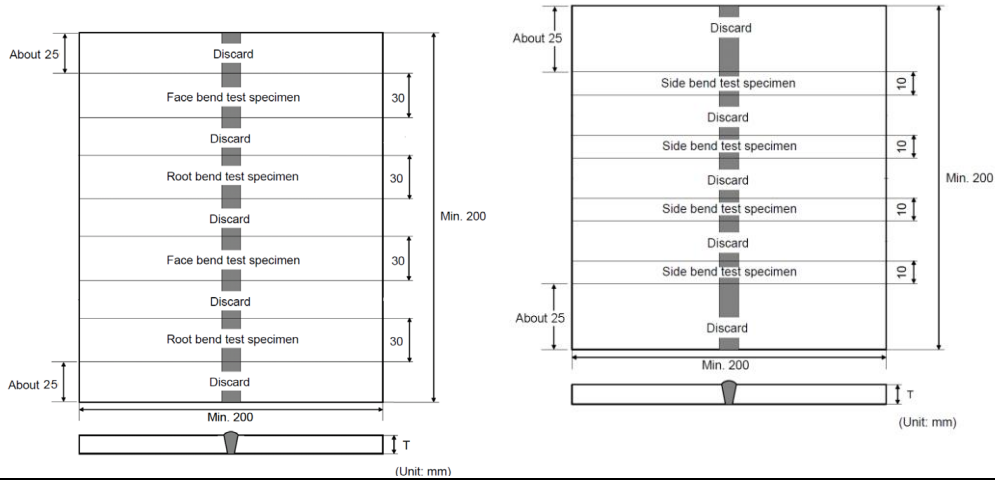 About 25
Discard
Face bend test specimen
30
Discard
Root bend test specimen
30
Discard
Min. 200
Face bend test specimen
30
Discard
Root bend test specimen
30
About 25
Discard
Min. 200
T
(Unit: mm)
About 25
Discard
Side bend test specimen
10
Discard
Side bend test specimen
10
Discard
Min. 200
Side bend test specimen
10
Discard
Side bend test specimen
10
About 25
Discard
Min. 200
T
(Unit: mm)